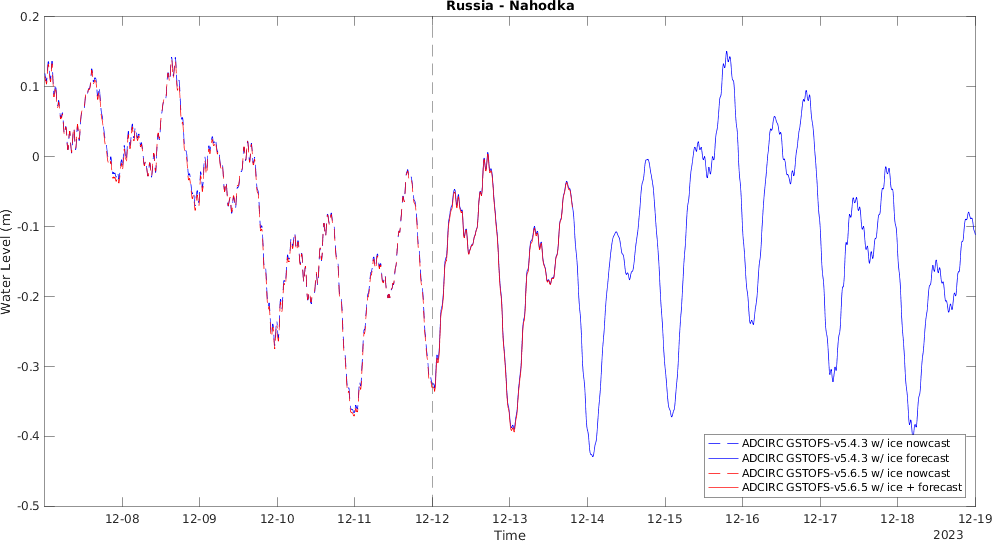 Russia - Nahodka
Water Level (m)
0.2
0.1
0
-0.1
-0.2
-0.3
-0.4
-0.5
ADCIRC GSTOFS-v5.4.3 w/ ice nowcast
ADCIRC GSTOFS-v5.4.3 w/ ice forecast
ADCIRC GSTOFS-v5.6.5 w/ ice nowcast
ADCIRC GSTOFS-v5.6.5 w/ ice + forecast
12-08 12-09 12-10 12-11 12-12 12-13 12-14 12-15 12-16 12-17 12-18 12-19
Time
2023